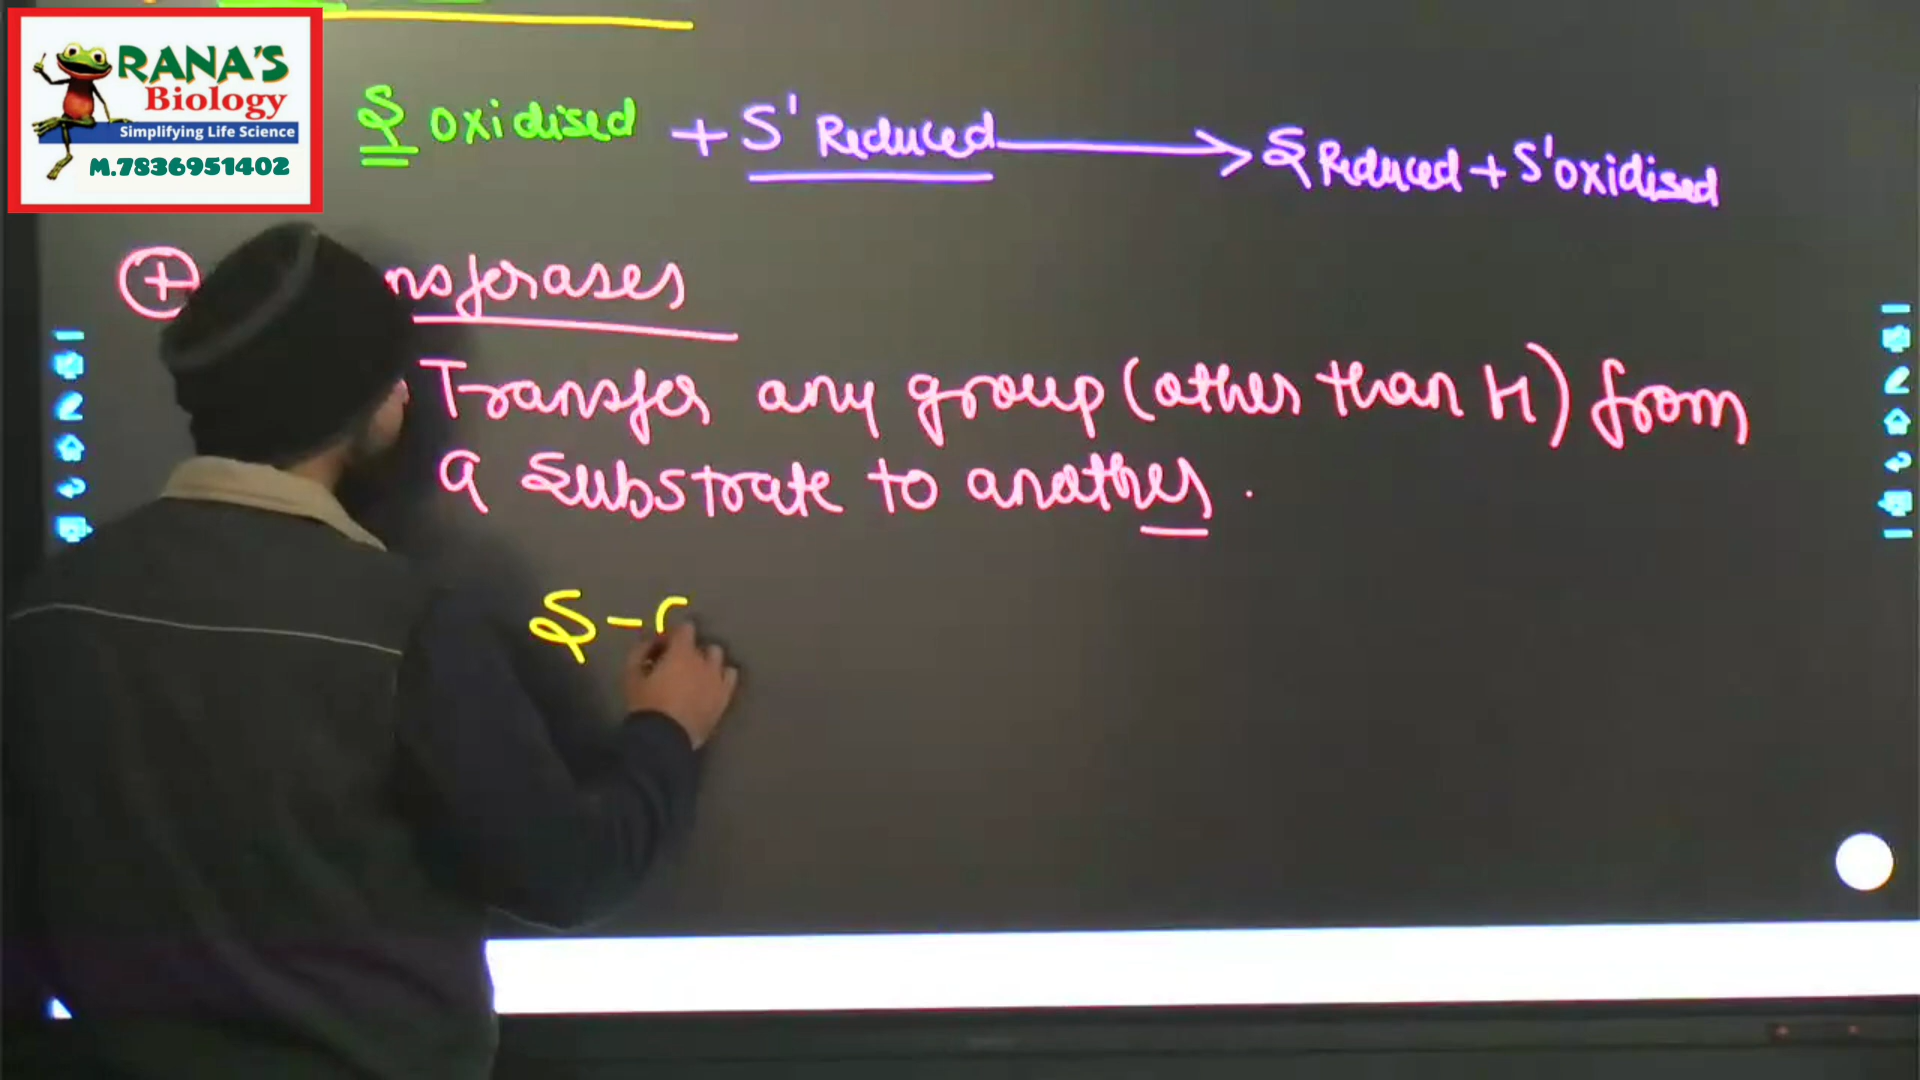 RANA'S
Biology
Simplifying Life Science
M.7836951402
S oxidised + S' Reduced → S Reduced + S' oxidised
Transfer any group (other than H) from
a substrate to another.
S -